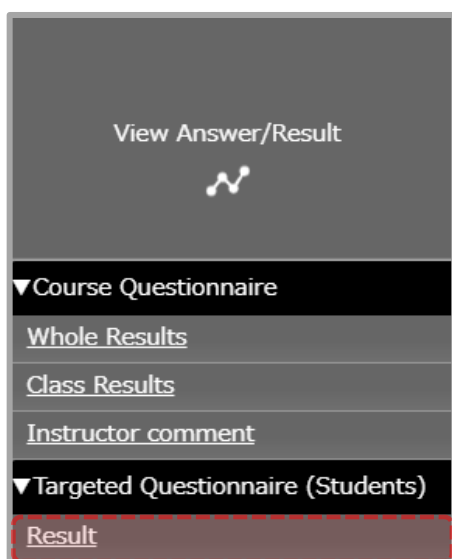 View Answer/Result
▼Course Questionnaire
Whole Results
Class Results
Instructor comment
▼Targeted Questionnaire (Students)
Result